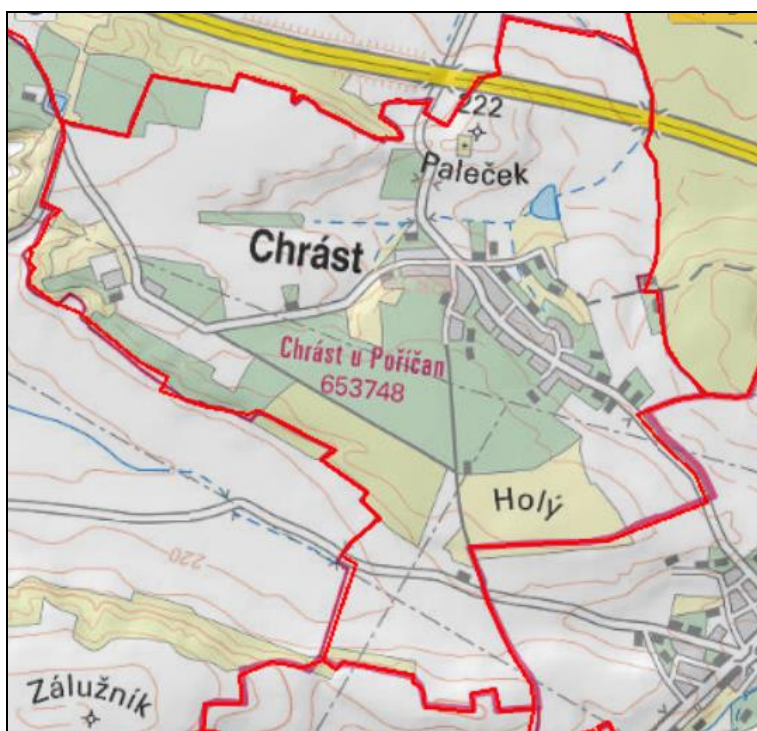 222
Paleček
Chrást
Chrást u Poříčan
653748
Holý
220
Zálužník